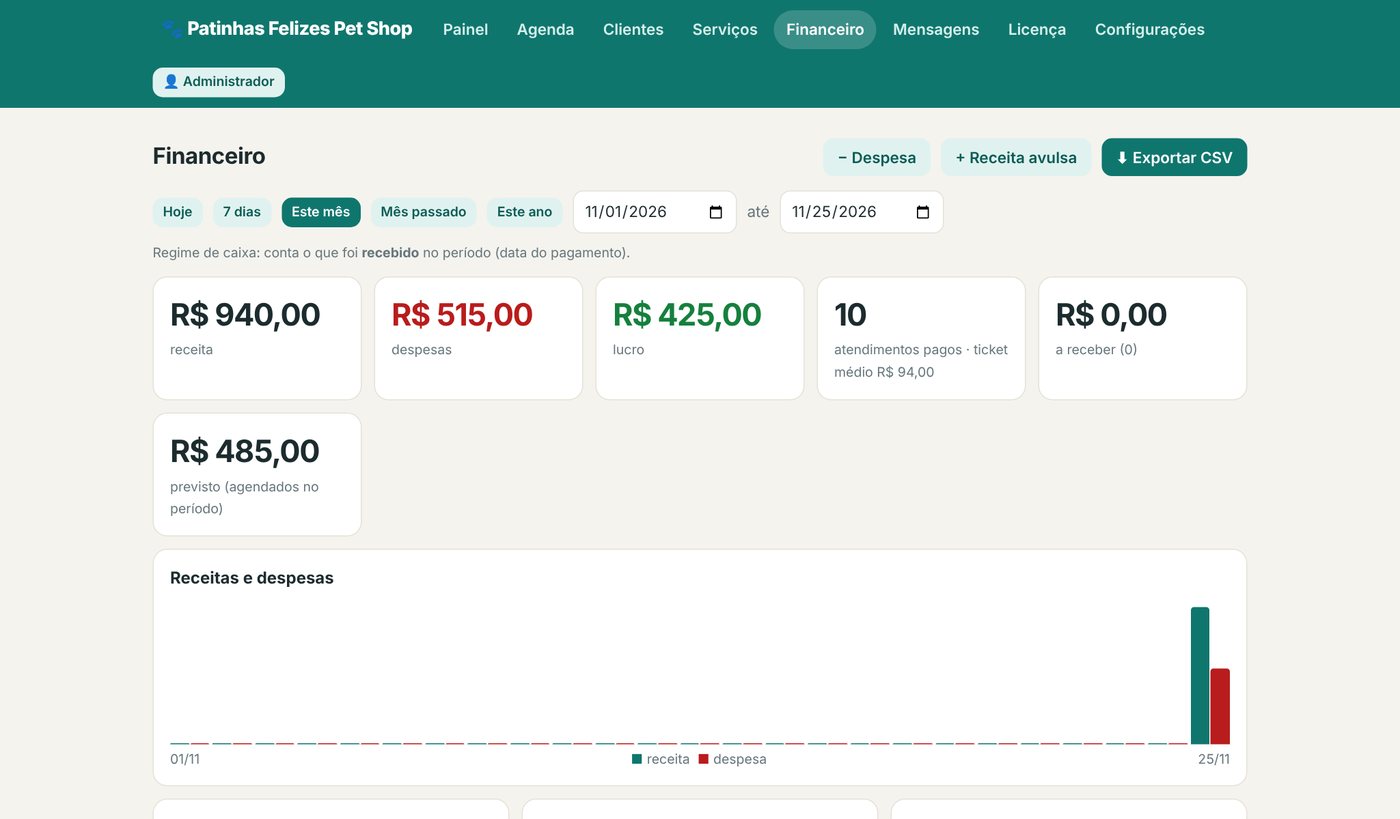 🐾 Patinhas Felizes Pet Shop Painel Agenda Clientes Serviços Financeiro Mensagens Licença Configurações
👤 Administrador
Financeiro − Despesa + Receita avulsa ⬇ Exportar CSV
Hoje 7 dias Este mês Mês passado Este ano 11/01/2026 até 11/25/2026
Regime de caixa: conta o que foi recebido no período (data do pagamento).
R$ 940,00
receita
R$ 515,00
despesas
R$ 425,00
lucro
10
atendimentos pagos · ticket
médio R$ 94,00
R$ 0,00
a receber (0)
R$ 485,00
previsto (agendados no
período)
Receitas e despesas
01/11 receita despesa 25/11